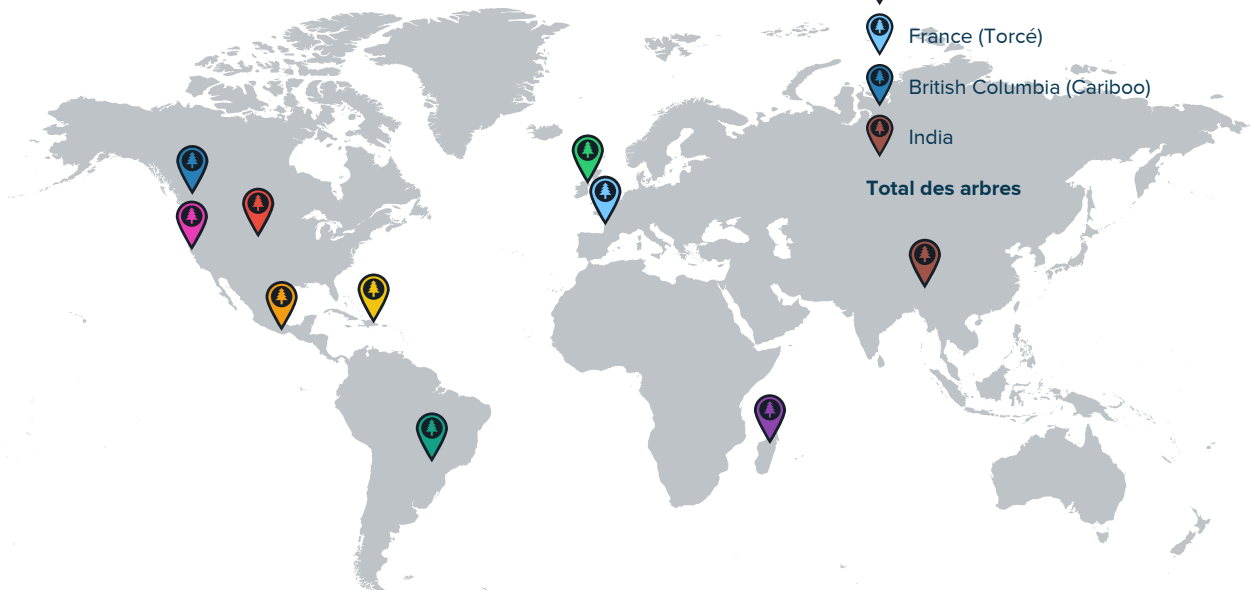 France (Torcé)
British Columbia (Cariboo)
India
Total des arbres